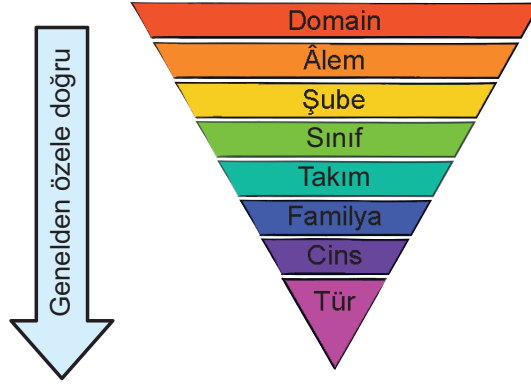 Genelden özele doğru
Domain
Âlem
Şube
Sınıf
Takım
Familya
Cins
Tür